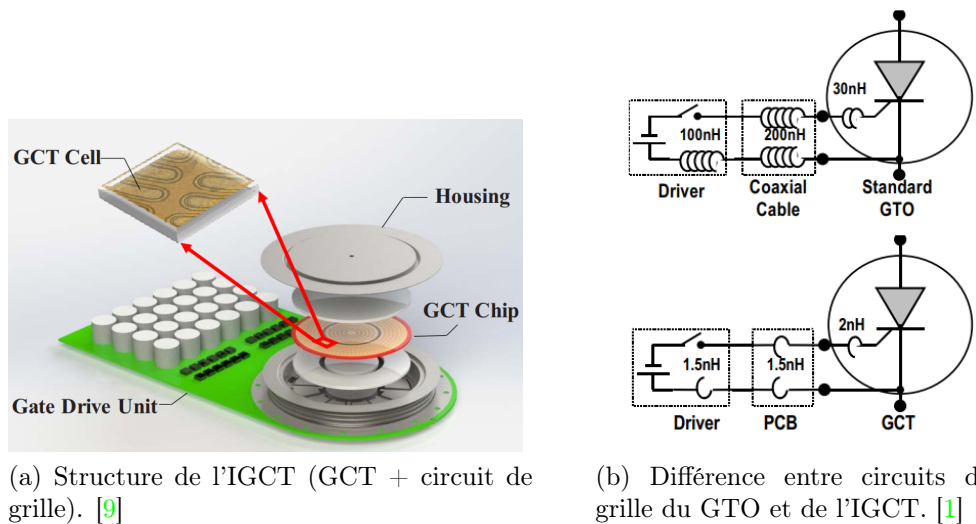 GCT Cell
Housing
GCT Chip
Gate Drive Unit
(a) Structure de l'IGCT (GCT + circuit de
grille). [9]
30nH
100nH
200nH
Driver
Coaxial
Cable
Standard
GTO
2nH
1.5nH
1.5nH
Driver
PCB
GCT
(b) Différence entre circuits d
grille du GTO et de l'IGCT. [1]